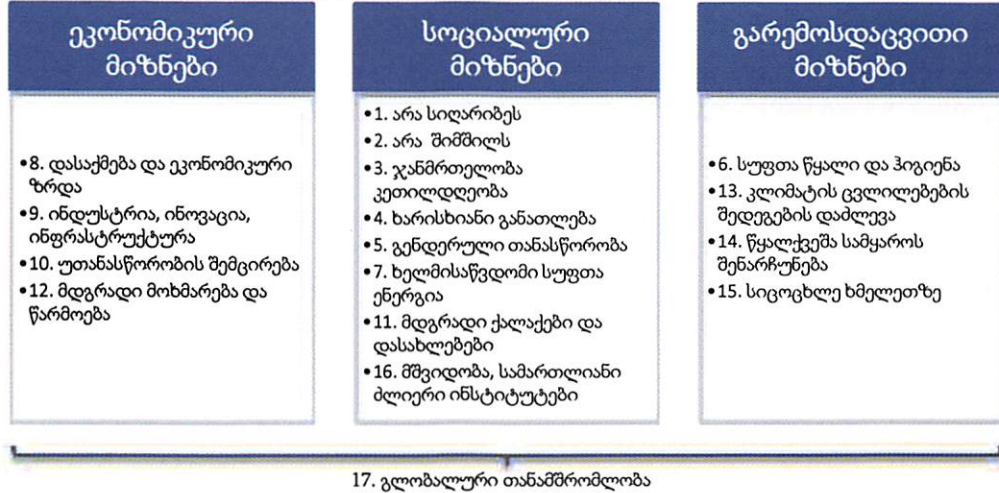 ეკონომიკური
მიზნები
•8. დასაქმება და ეკონომიკური
ზრდა
•9. ინდუსტრია, ინოვაცია,
ინფრასტრუქტურა
•10. უთანასწორობის შემცირება
•12. მდგრადი მოხმარება და
წარმოება
სოციალური
მიზნები
•1. არა სიღარიბეს
•2. არა შიმშილს
•3. ჯანმრთელობა
კეთილდღეობა
•4. ხარისხიანი განათლება
•5. გენდერული თანასწორობა
•7. ხელმისაწვდომი სუფთა
ენერგია
•11. მდგრადი ქალაქები და
დასახლებები
•16. მშვიდობა, სამართლიანი
ძლიერი ინსტიტუტები
გარემოსდაცვითი
მიზნები
•6. სუფთა წყალი და ჰიგიენა
•13. კლიმატის ცვლილებების
შედეგების დაძლევა
•14. წყალქვეშა სამყაროს
შენარჩუნება
•15. სიცოცხლე ხმელეთზე
17. გლობალური თანამშრომლობა